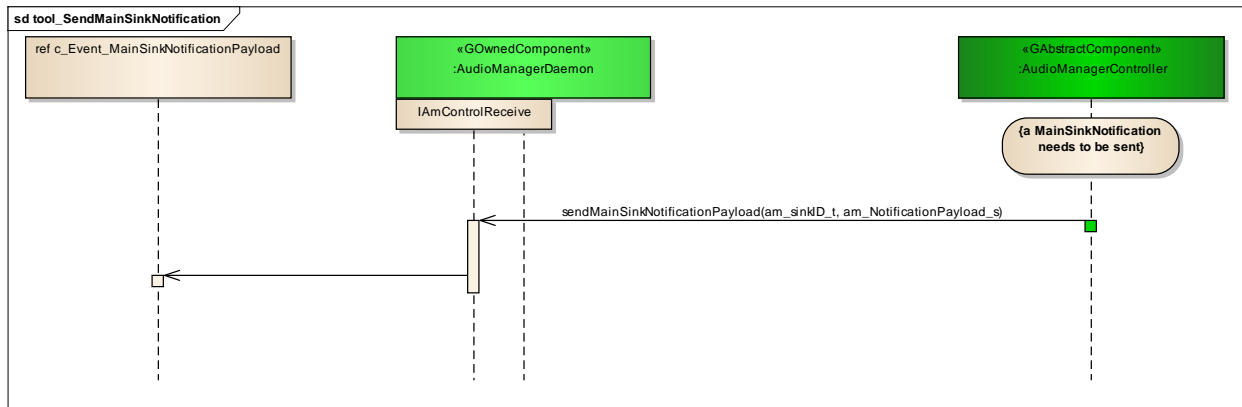 sd tool_SendMainSinkNotification
ref c_Event_MainSinkNotificationPayload
«GOwnedComponent»
:AudioManagerDaemon
IAmControlReceive
«GAbstractComponent»
:AudioManagerController
{a MainSinkNotification
needs to be sent}
sendMainSinkNotificationPayload(am_sinkID_t, am_NotificationPayload_s)